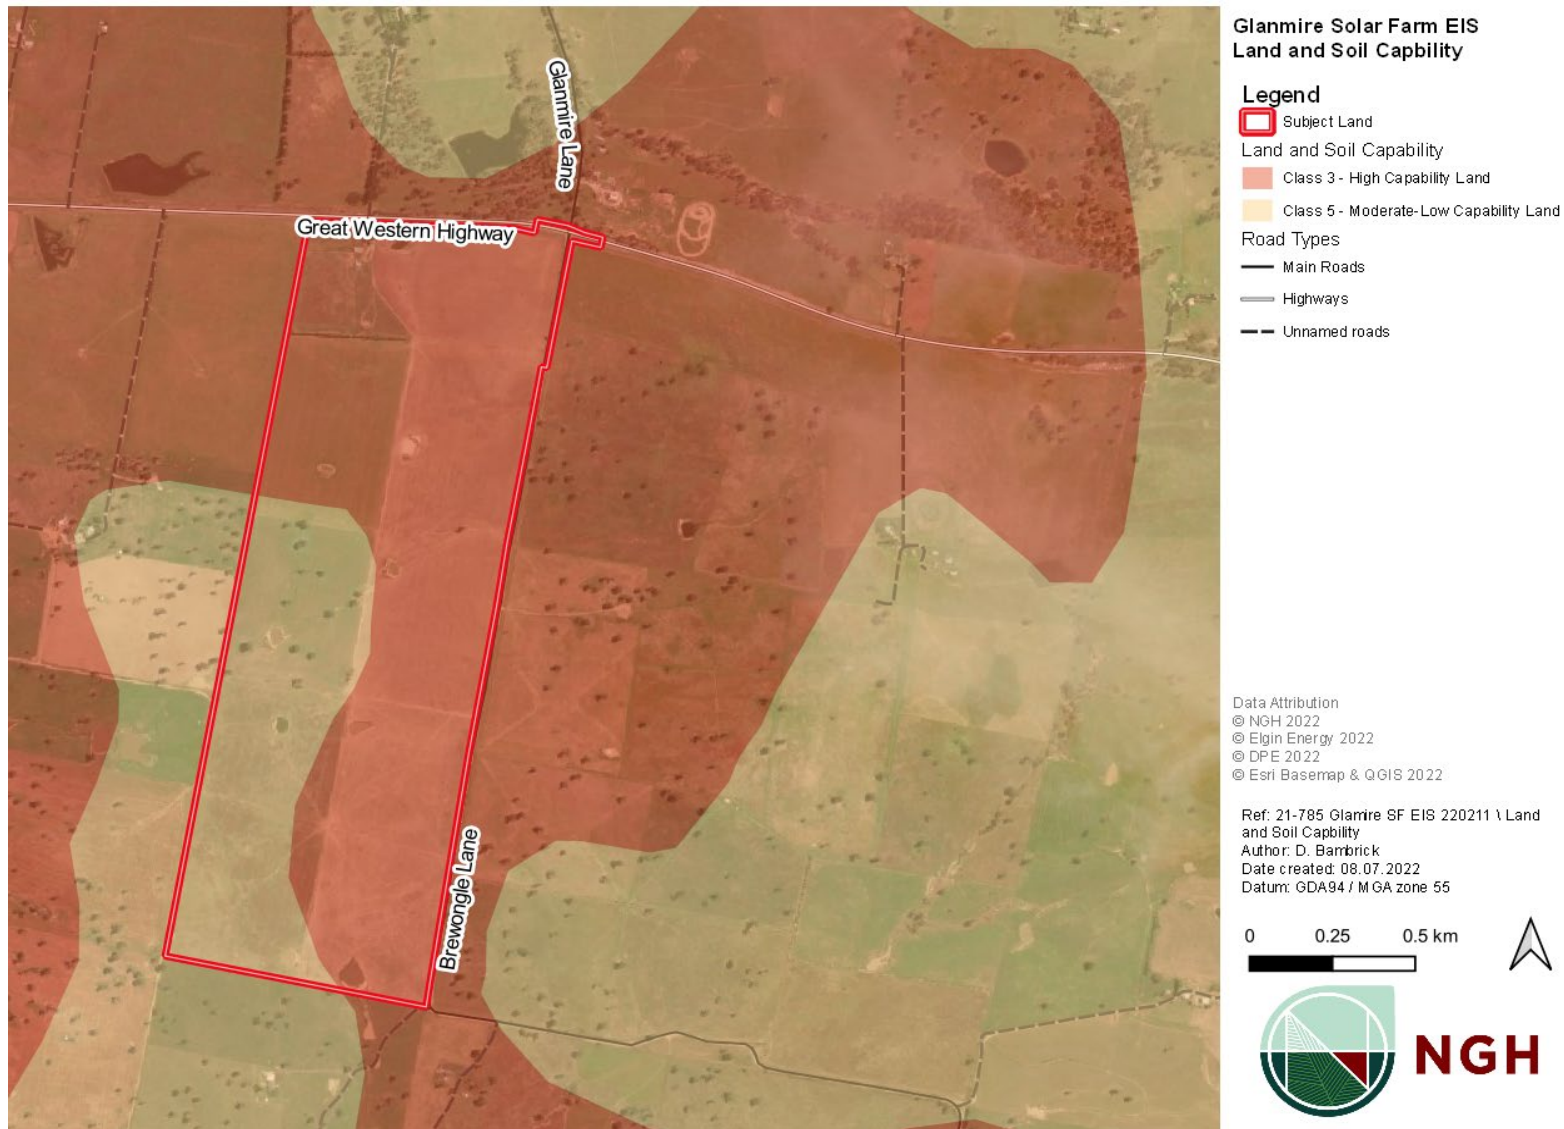 Glanmire Solar Farm EIS
Land and Soil Capbility
Legend
Subject Land
Land and Soil Capability
Class 3 - High Capability Land
Class 5 - Moderate-Low Capability Land
Road Types
Main Roads
Highways
Unnamed roads
Glanmire Lane
Great Western Highway
Brewongle Lane
Data Attribution
© NGH 2022
© Elgin Energy 2022
© DPE 2022
© Esri Basemap & QGIS 2022
Ref: 21-785 Glamire SF EIS 220211 \ Land
and Soil Capbility
Author: D. Bambrick
Date created: 08.07.2022
Datum: GDA94 / MGA zone 55
0 0.25 0.5 km
NGH